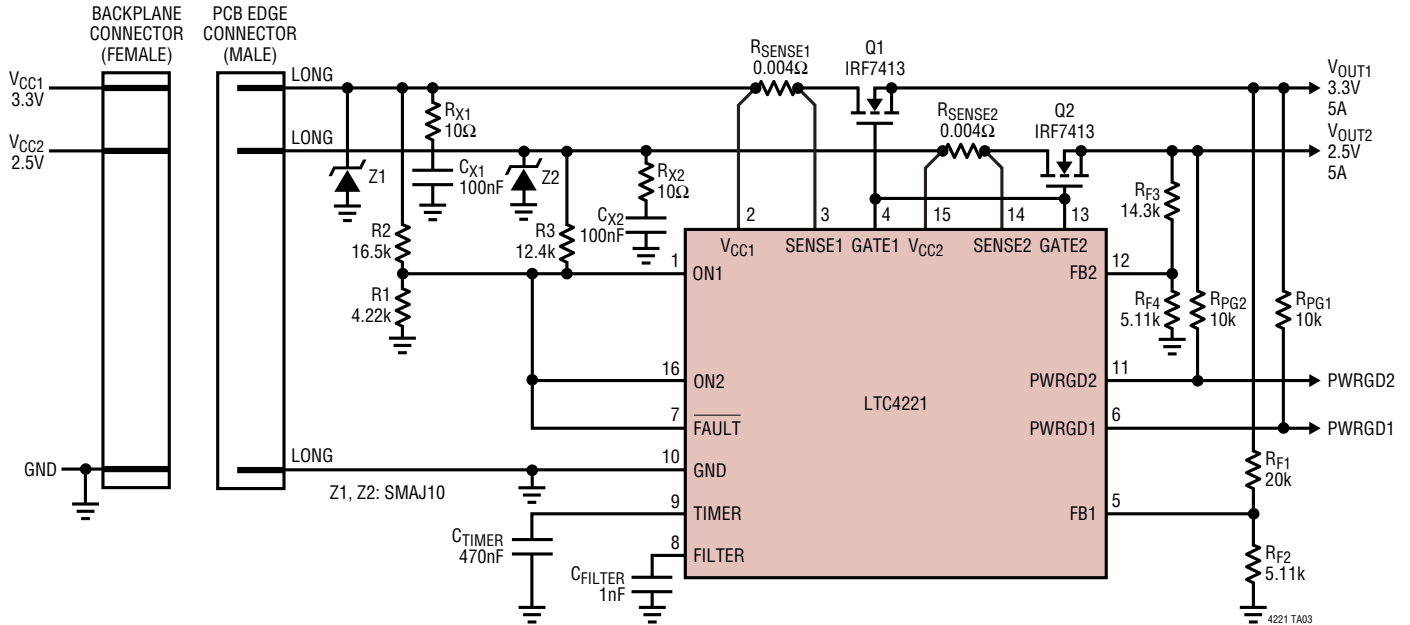 BACKPLANE
CONNECTOR
(FEMALE)
PCB EDGE
CONNECTOR
(MALE)
VCC1
3.3V
VCC2
2.5V
GND
LONG
LONG
LONG
Z1
RX1
10Ω
CX1
100nF
Z2
RX2
10Ω
CX2
100nF
R2
16.5k
R3
12.4k
R1
4.22k
RSENSE1
0.004Ω
Q1
IRF7413
RSENSE2
0.004Ω
Q2
IRF7413
VOUT1
3.3V
5A
VOUT2
2.5V
5A
2
3
4
15
14
13
VCC1
SENSE1
GATE1
VCC2
SENSE2
GATE2
1
ON1
16
ON2
7
FAULT
10
GND
9
TIMER
8
FILTER
LTC4221
FB2
12
PWRGD2
11
PWRGD1
6
FB1
5
RF3
14.3k
RF4
5.11k
RPG2
10k
RPG1
10k
PWRGD2
PWRGD1
RF1
20k
RF2
5.11k
Z1, Z2: SMAJ10
CTIMER
470nF
CFILTER
1nF
4221 TA03